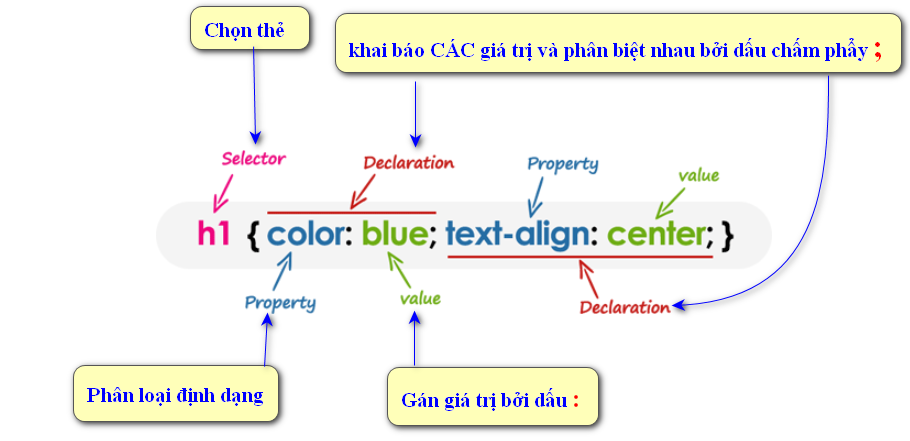 Chọn thẻ
khai báo CÁC giá trị và phân biệt nhau bởi dấu chấm phẩy ;
Selector
Declaration
Property
value
h1 { color: blue; text-align: center; }
Property
value
Declaration
Phân loại định dạng
Gán giá trị bởi dấu :